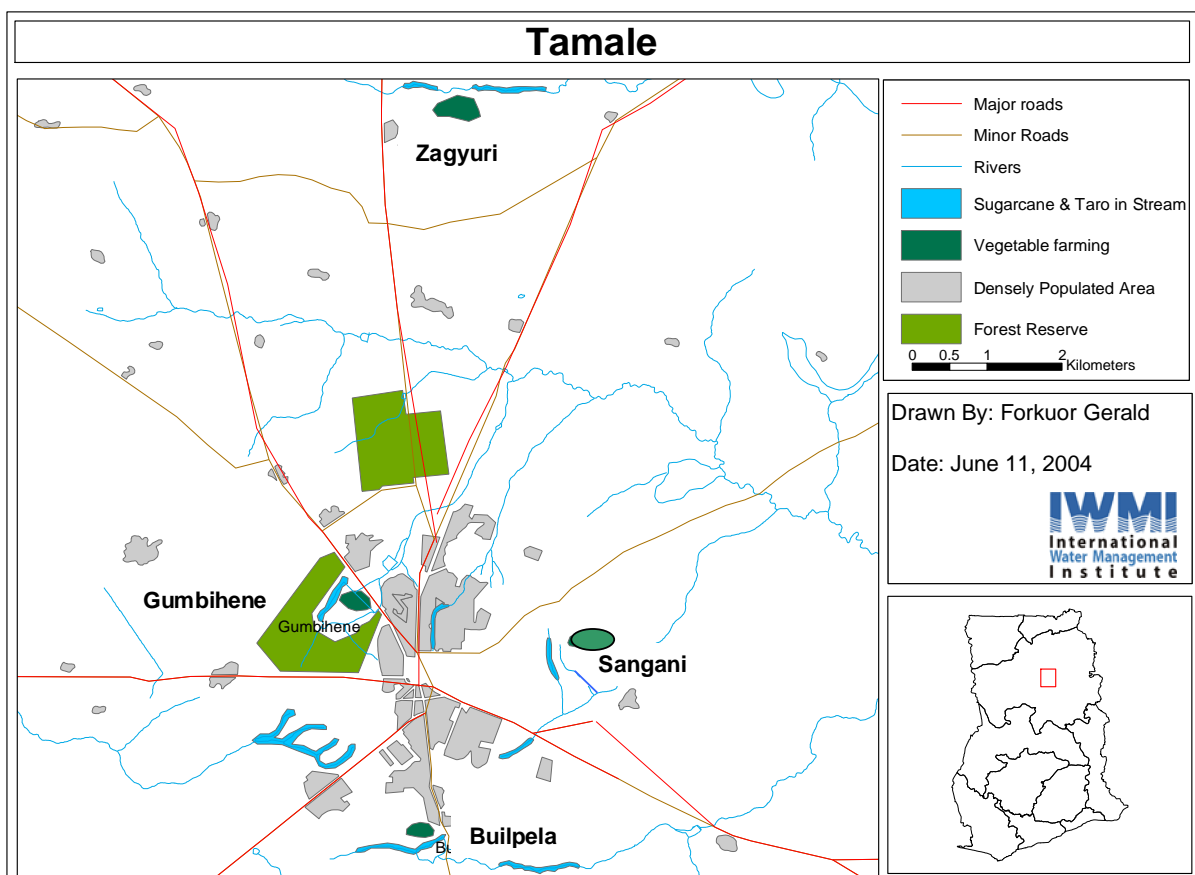 Tamale
Zagyuri
Gumbihene
Gumbihene
Sangani
Builpela
Major roads
Minor Roads
Rivers
Sugarcane & Taro in Stream
Vegetable farming
Densely Populated Area
Forest Reserve
0 0.5 1 2
Kilometers
Drawn By: Forkuor Gerald
Date: June 11, 2004
IWMI
International
Water Management
Institute